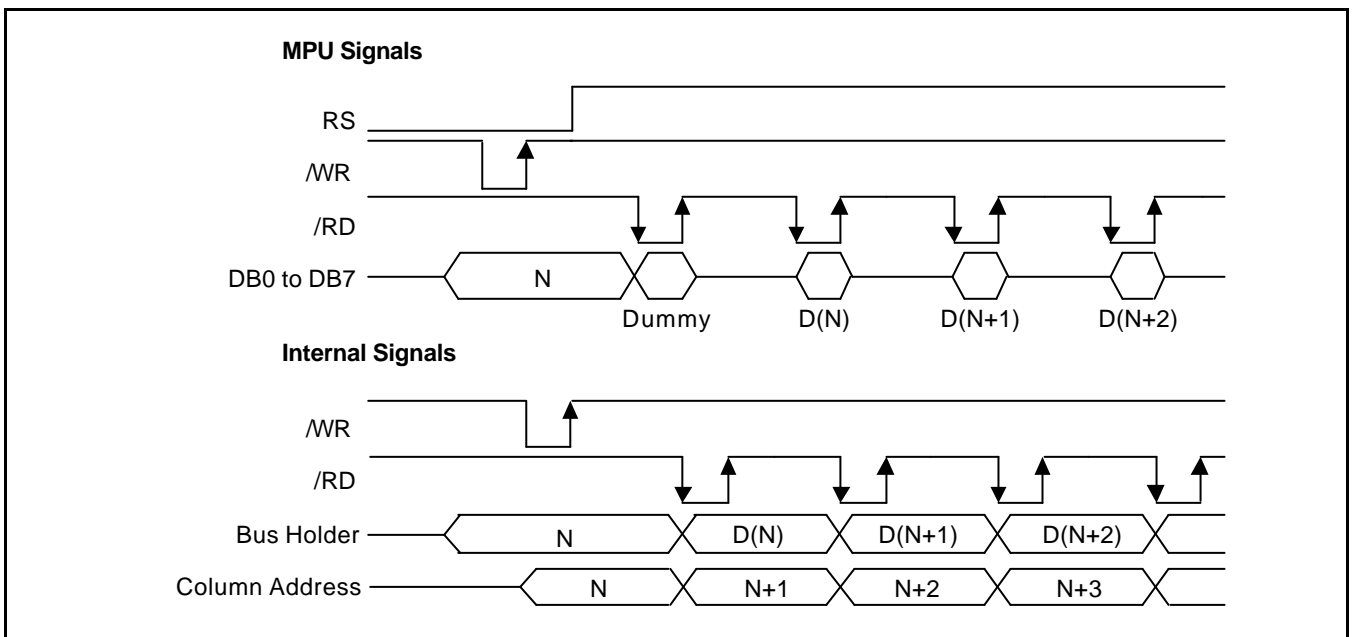 MPU Signals
RS
/WR
/RD
DB0 to DB7
N
Dummy D(N) D(N+1) D(N+2)
Internal Signals
/WR
/RD
Bus Holder N D(N) D(N+1) D(N+2)
Column Address N N+1 N+2 N+3